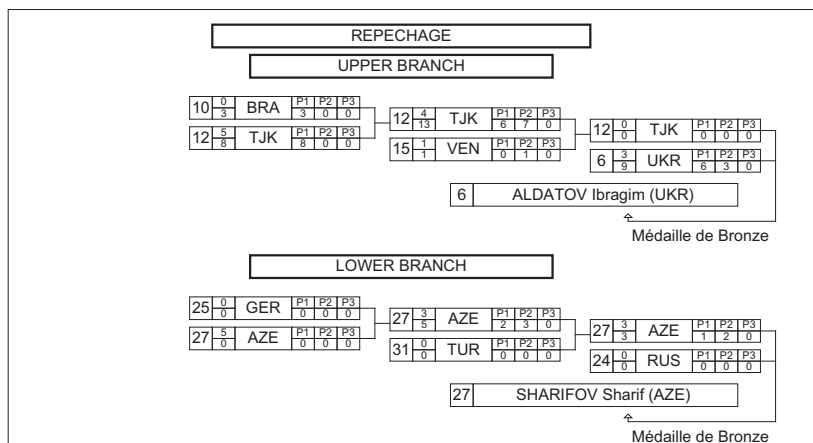 REPECHAGE
UPPER BRANCH
10 0 3 BRA P1 P2 P3 3 0 0
12 5 8 TJK P1 P2 P3 8 0 0
12 4 13 TJK P1 P2 P3 6 7 0
15 1 1 VEN P1 P2 P3 0 1 0
12 0 0 TJK P1 P2 P3 0 0 0
6 3 9 UKR P1 P2 P3 6 3 0
6 ALDATOV Ibragim (UKR)
Médaille de Bronze
LOWER BRANCH
25 0 0 GER P1 P2 P3 0 0 0
27 5 0 AZE P1 P2 P3 0 0 0
27 3 5 AZE P1 P2 P3 2 3 0
31 0 0 TUR P1 P2 P3 0 0 0
27 3 3 AZE P1 P2 P3 1 2 0
24 0 0 RUS P1 P2 P3 0 0 0
27 SHARIFOV Sharif (AZE)
Médaille de Bronze